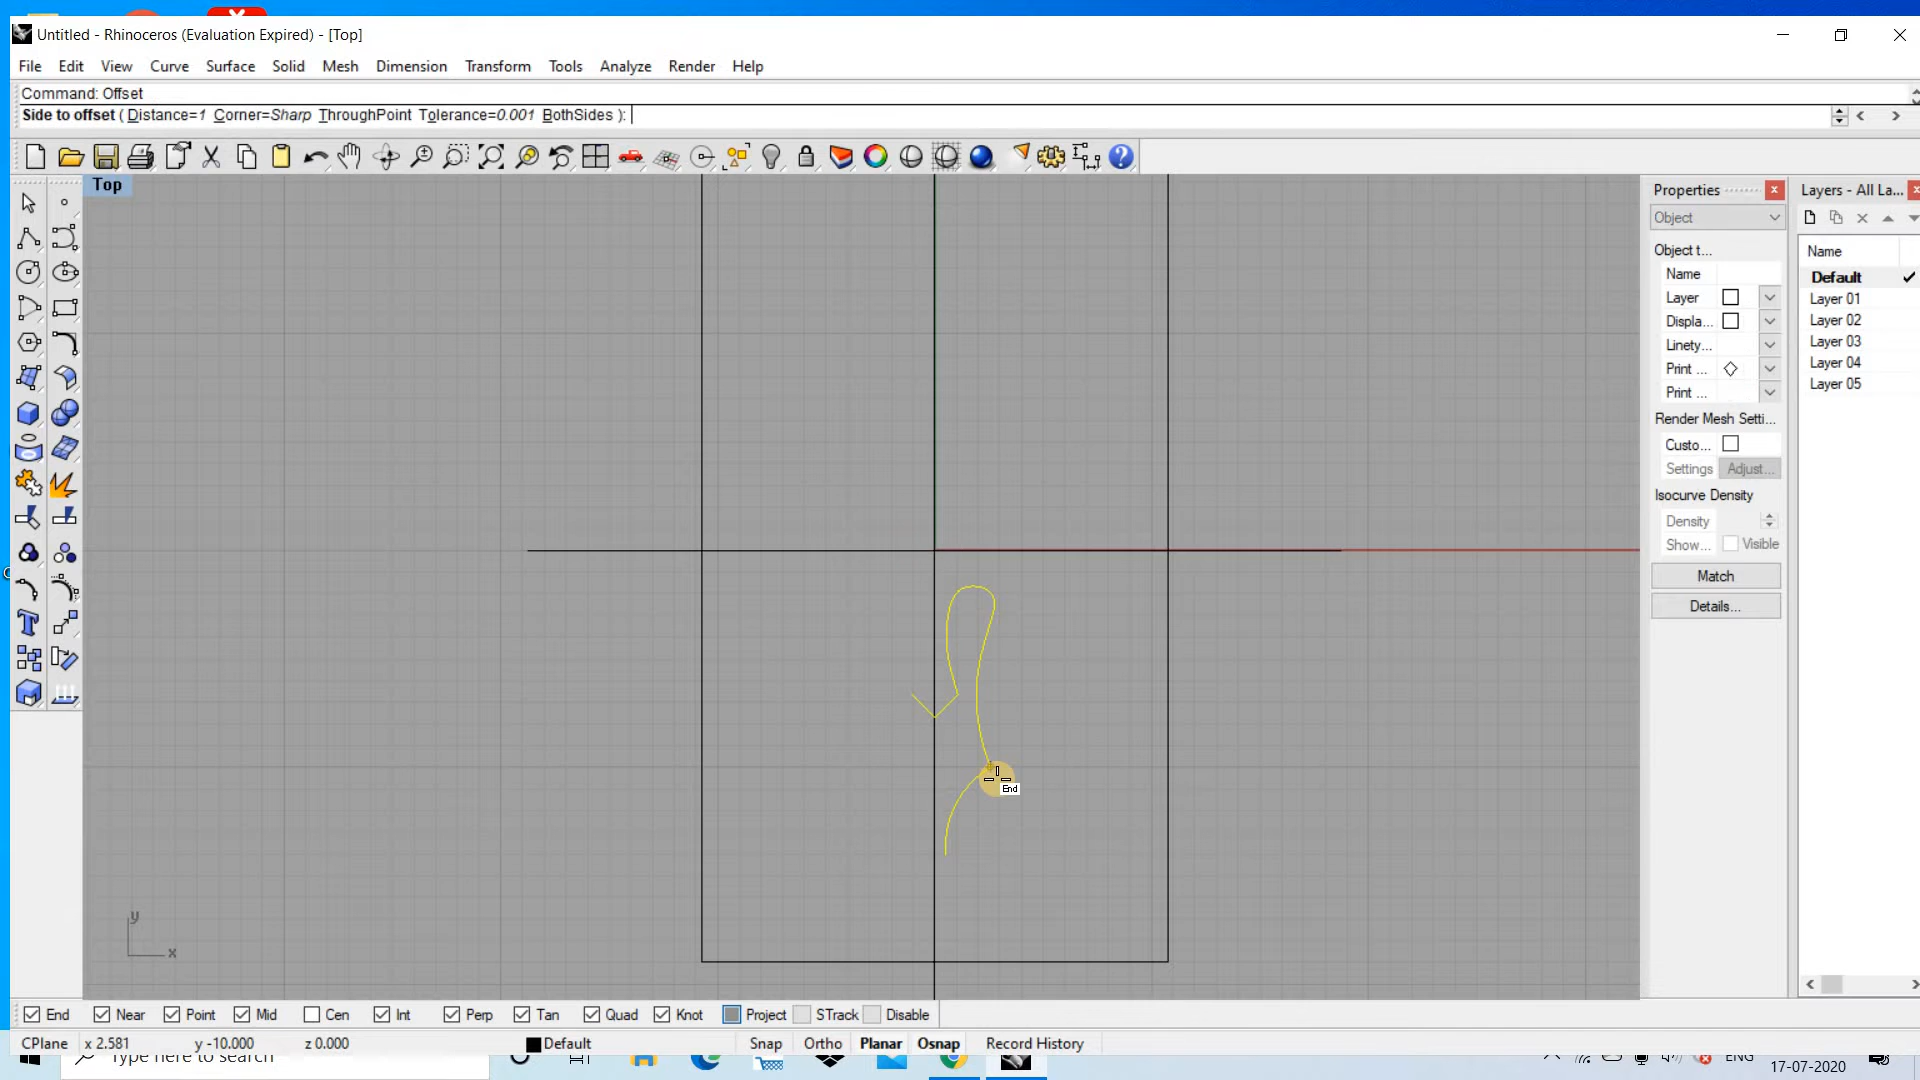 Untitled - Rhinoceros (Evaluation Expired) - [Top]
File Edit View Curve Surface Solid Mesh Dimension Transform Tools Analyze Render Help
Command: Offset
Side to offset ( Distance=1 Corner=Sharp ThroughPoint Tolerance=0.001 BothSides ):
Top
End
y
x
Properties
Object
Object t...
Name
Layer
Displa...
Linety...
Print ...
Print ...
Render Mesh Setti...
Custo...
Settings Adjust...
Isocurve Density
Density
Show... Visible
Match
Details...
Layers - All La...
Name
Default
Layer 01
Layer 02
Layer 03
Layer 04
Layer 05
End Near Point Mid Cen Int Perp Tan Quad Knot Project STrack Disable
CPlane x 2.581 y -10.000 z 0.000 Default Snap Ortho Planar Osnap Record History
Type here to search
ENG
17-07-2020